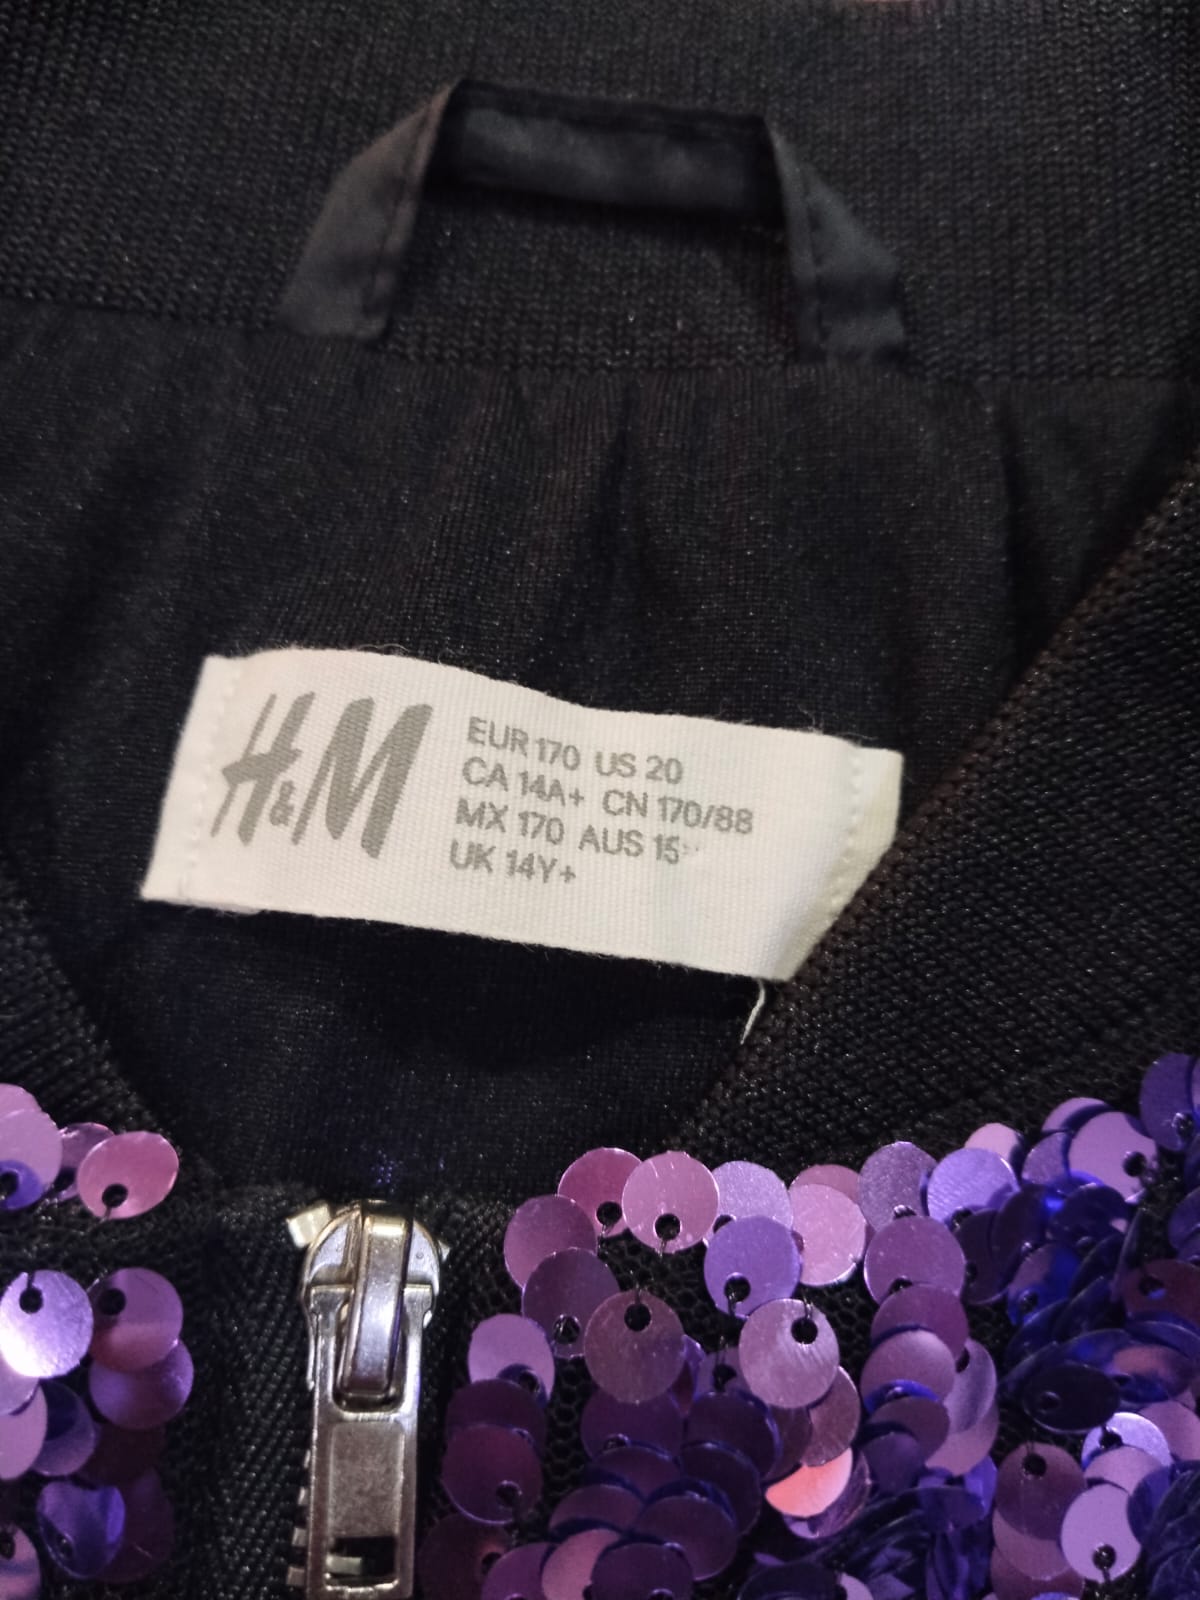 H&M
EUR 170 US 20
CA 14A+ CN 170/88
MX 170 AUS 15
UK 14Y+